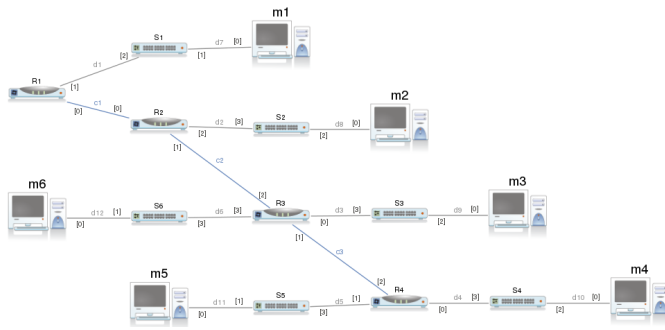 m1
S1
d7 [0]
[2]
d1
[1]
R1
[1]
m2
c1
[0]
[0]
R2
d2 [3]
S2
d8 [0]
[2]
[2]
[1]
c2
m6
m3
[2]
S6
R3
S3
d12 [1]
d6 [3]
d3 [3]
d9 [0]
[0]
[3]
[0]
[2]
[1]
c3
m5
m4
[2]
S5
R4
S4
d11 [1]
d5 [1]
d4 [3]
d10 [0]
[0]
[3]
[0]
[2]